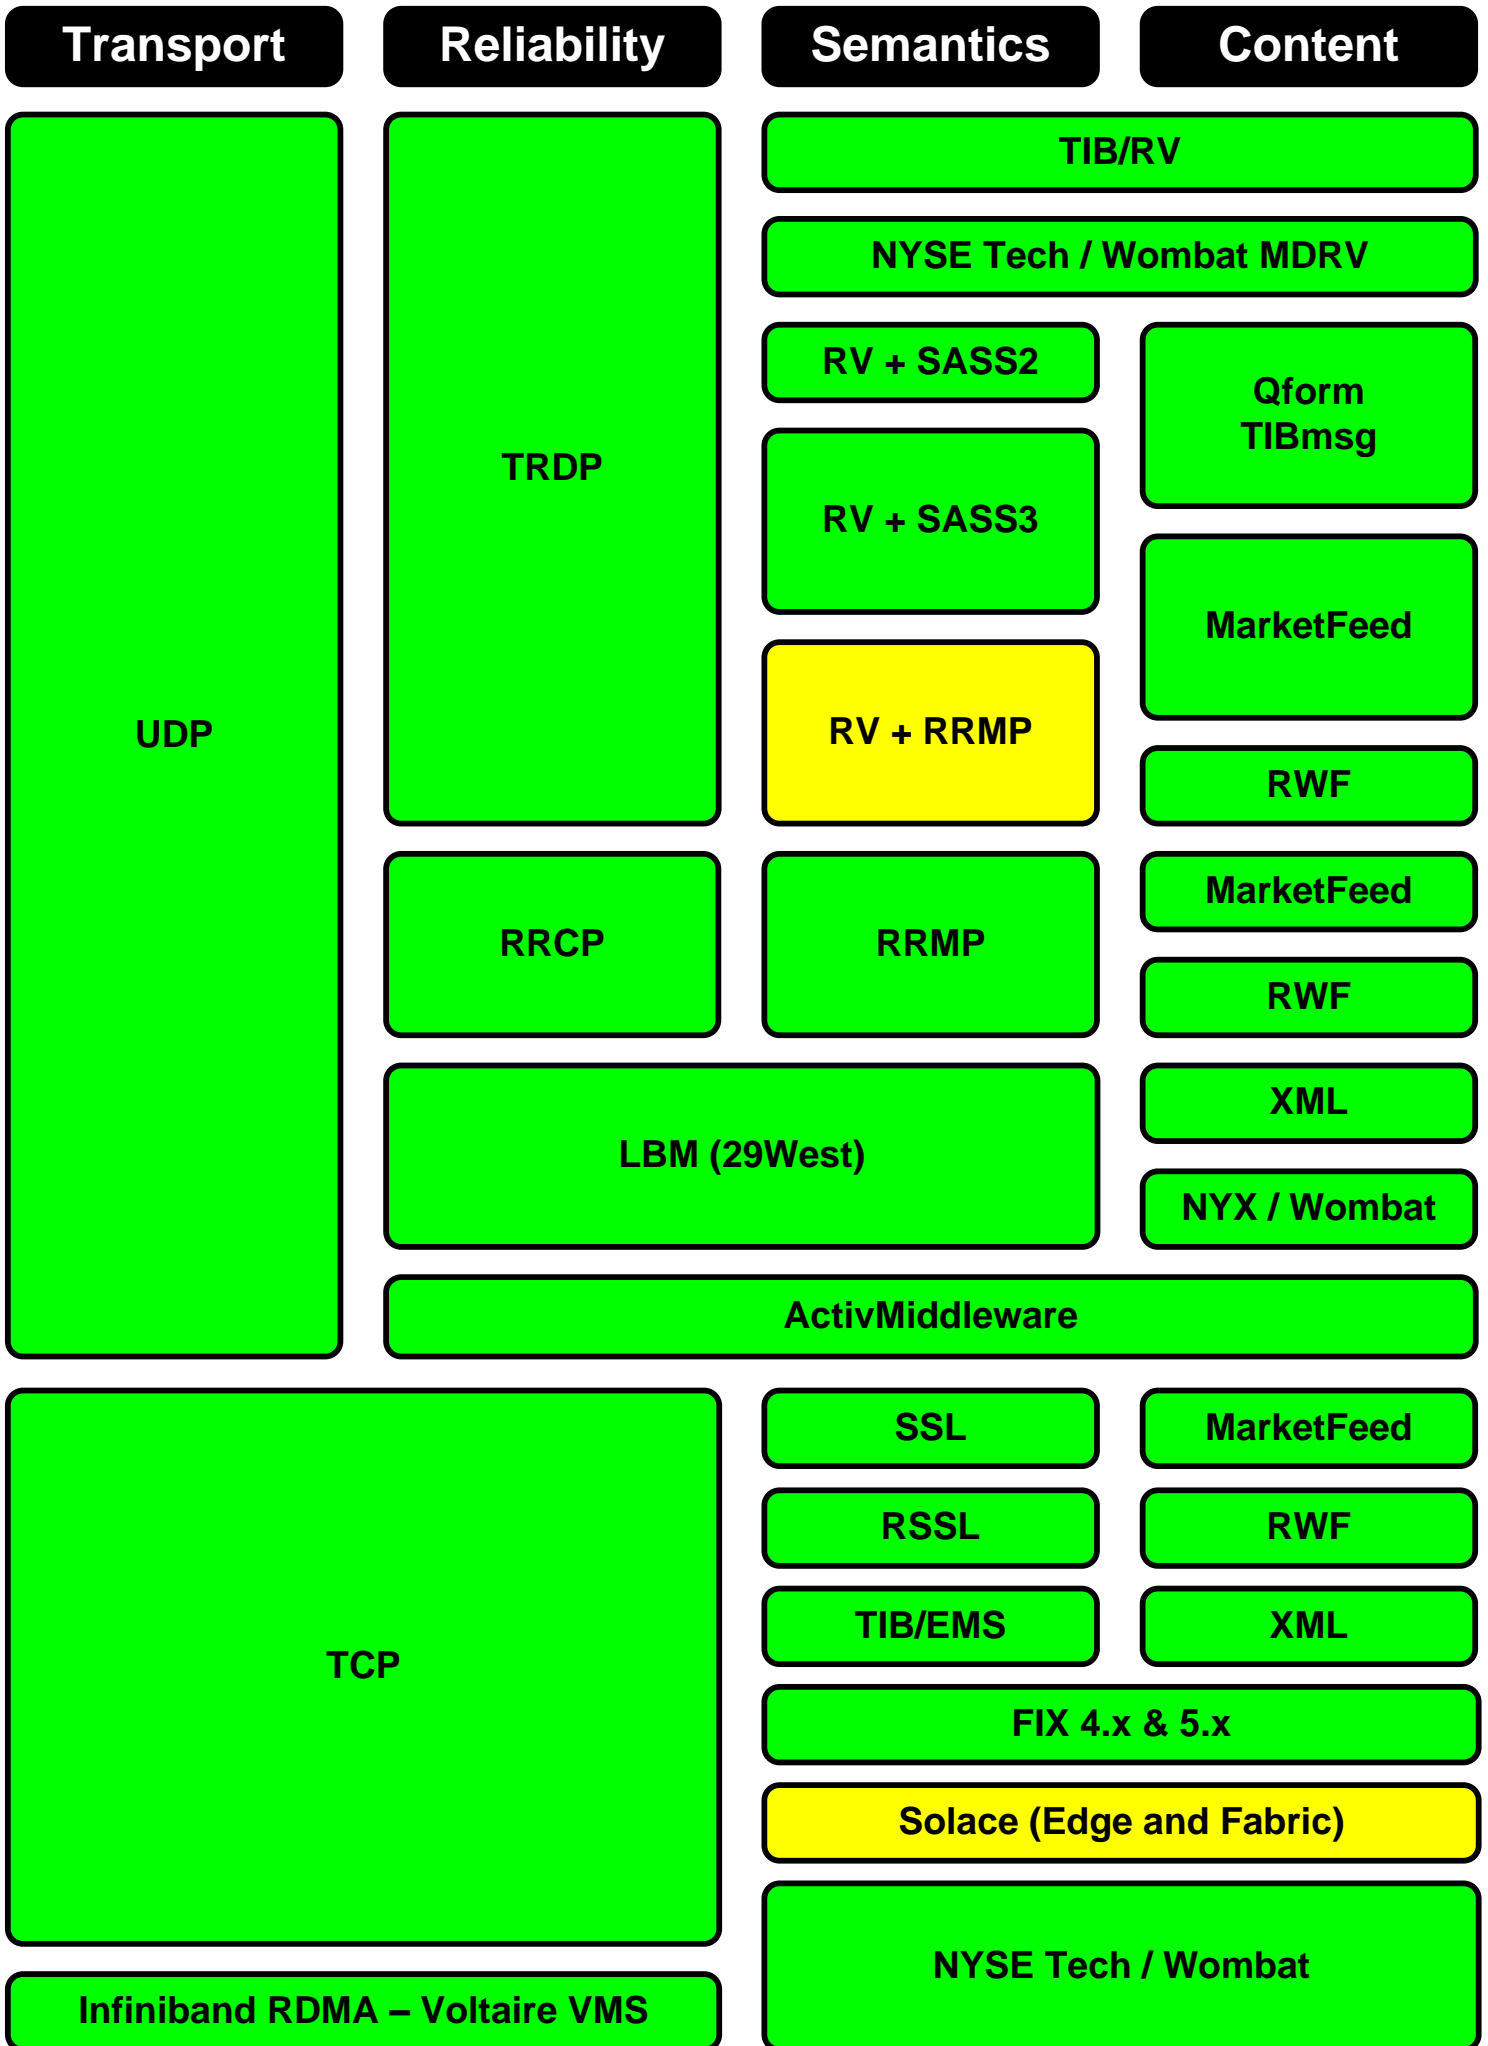 Transport
Reliability
Semantics
Content
TIB/RV
NYSE Tech / Wombat MDRV
RV + SASS2
Qform
TIBmsg
TRDP
RV + SASS3
MarketFeed
UDP
RV + RRMP
RWF
MarketFeed
RRCP
RRMP
RWF
XML
LBM (29West)
NYX / Wombat
ActivMiddleware
SSL
MarketFeed
RSSL
RWF
TIB/EMS
XML
TCP
FIX 4.x & 5.x
Solace (Edge and Fabric)
NYSE Tech / Wombat
Infiniband RDMA – Voltaire VMS